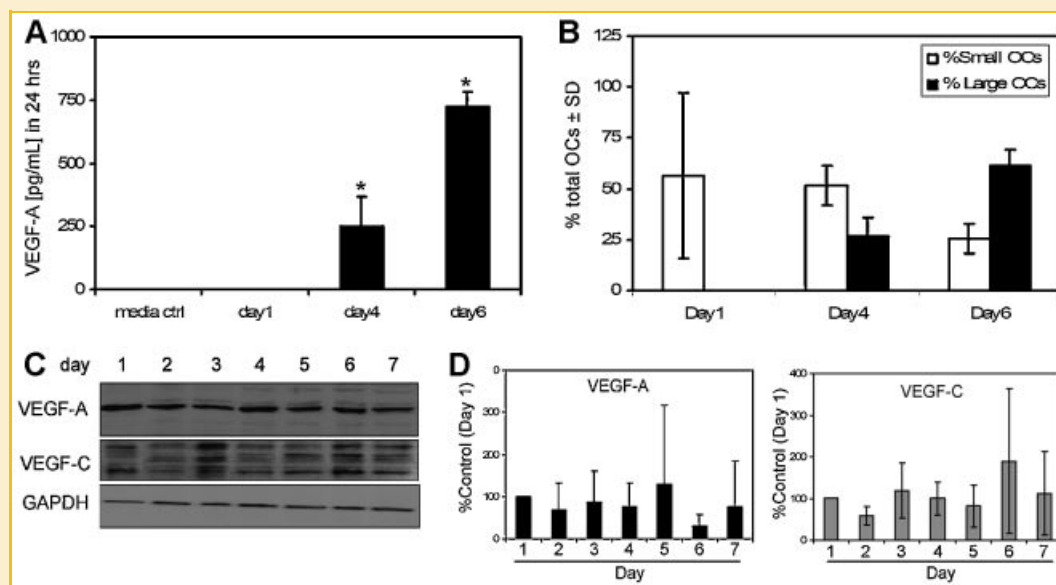 A
VEGF-A [pg/mL] in 24 hrs
1000
750
500
250
0
* *
media ctrl day1 day4 day6
B
% total OCs ± SD
125
100
75
50
25
0
%Small OCs
% Large OCs
Day1 Day4 Day6
C day 1 2 3 4 5 6 7
VEGF-A
VEGF-C
GAPDH
D
%Control (Day 1)
VEGF-A
0
300
200
100
0
1 2 3 4 5 6 7
Day
%Control (Day 1)
VEGF-C
400
300
200
100
0
1 2 3 4 5 6 7
Day